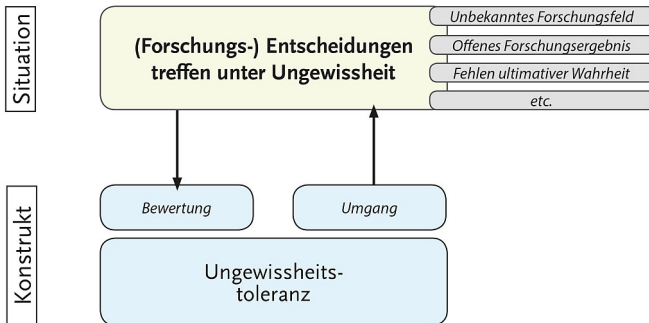 Situation
(Forschungs-) Entscheidungen
treffen unter Ungewissheit
Unbekanntes Forschungsfeld
Offenes Forschungsergebnis
Fehlen ultimativer Wahrheit
etc.
Konstrukt
Bewertung
Umgang
Ungewissheits-
toleranz